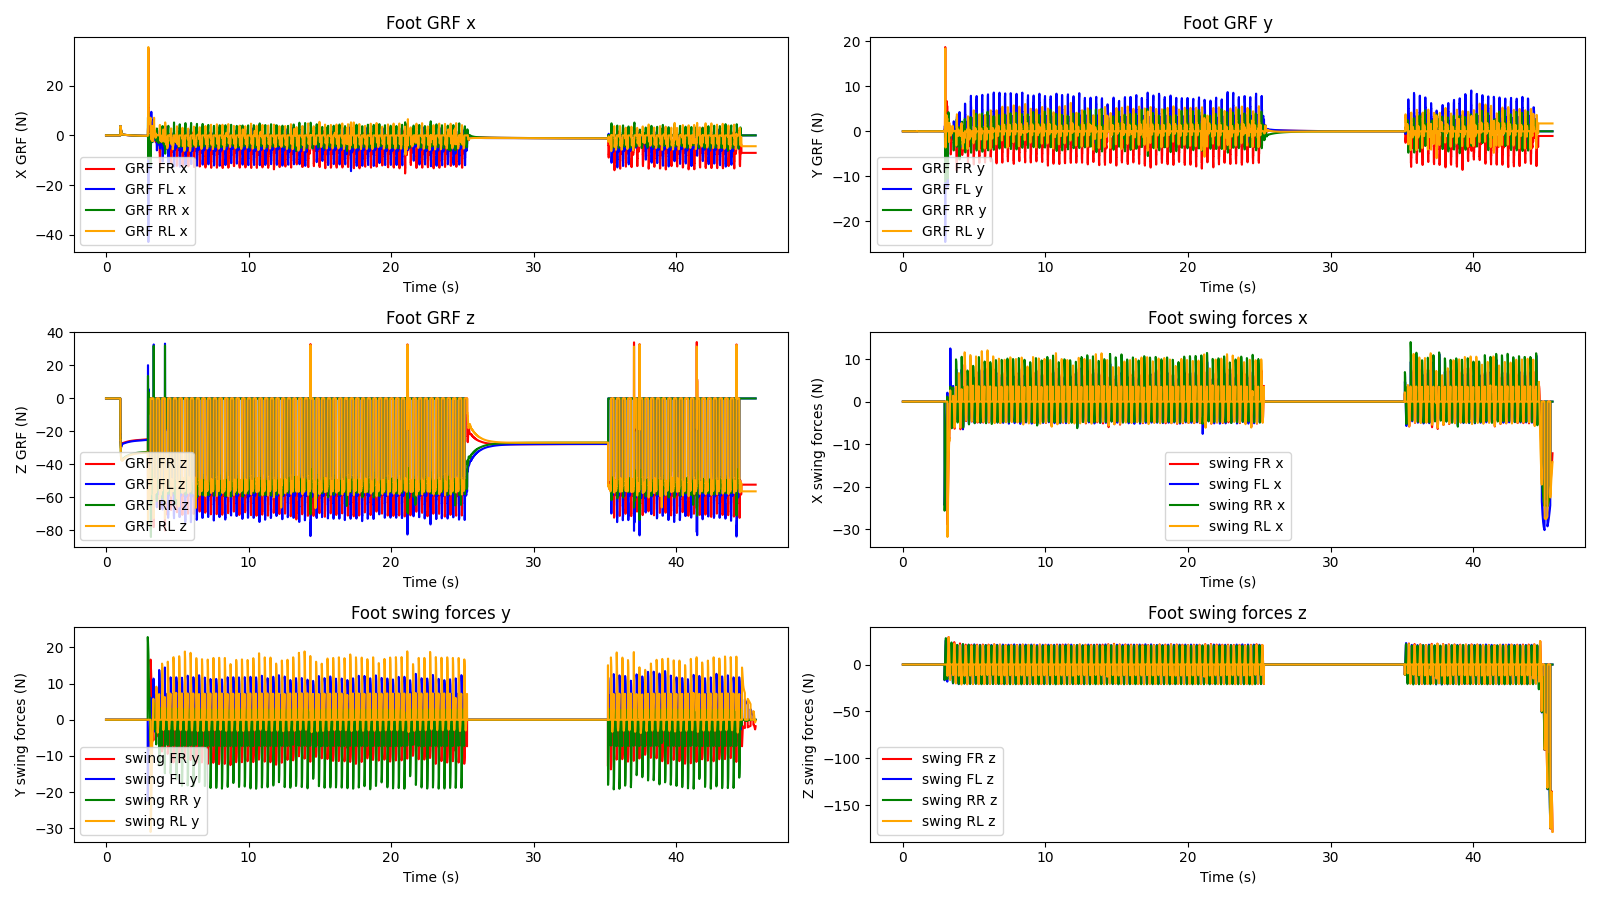 Foot GRF x
X GRF (N)
20
0
−20
−40
GRF FR x
GRF FL x
GRF RR x
GRF RL x
0 10 20 30 40
Time (s)
Foot GRF y
Y GRF (N)
20
10
0
−10
−20
GRF FR y
GRF FL y
GRF RR y
GRF RL y
0 10 20 30 40
Time (s)
Foot GRF z
Z GRF (N)
40
20
0
−20
−40
−60
−80
GRF FR z
GRF FL z
GRF RR z
GRF RL z
0 10 20 30 40
Time (s)
Foot swing forces x
X swing forces (N)
10
0
−10
−20
−30
swing FR x
swing FL x
swing RR x
swing RL x
0 10 20 30 40
Time (s)
Foot swing forces y
Y swing forces (N)
20
10
0
−10
−20
−30
swing FR y
swing FL y
swing RR y
swing RL y
0 10 20 30 40
Time (s)
Foot swing forces z
Z swing forces (N)
0
−50
−100
−150
swing FR z
swing FL z
swing RR z
swing RL z
0 10 20 30 40
Time (s)